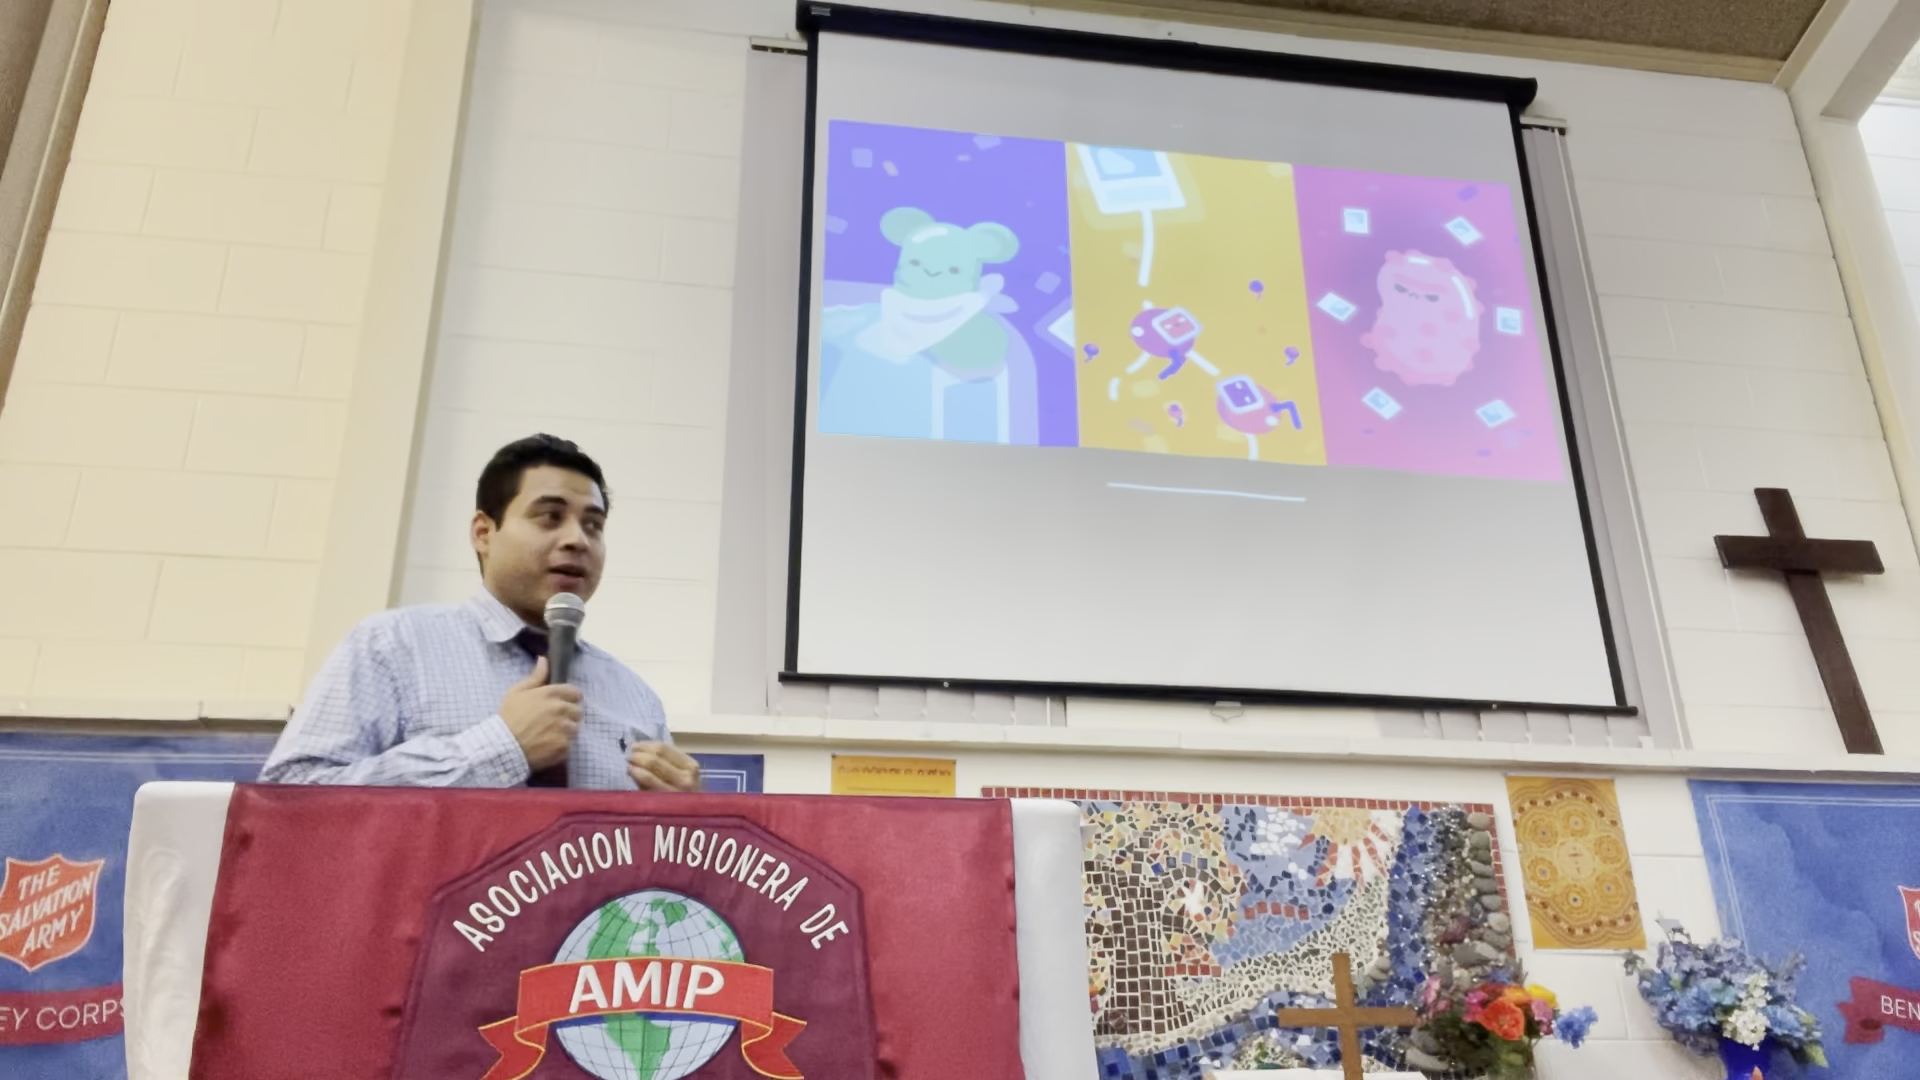 ASOCIACION MISIONERA DE
AMIP
THE
SALVATION
ARMY
EY CORPS
BEN